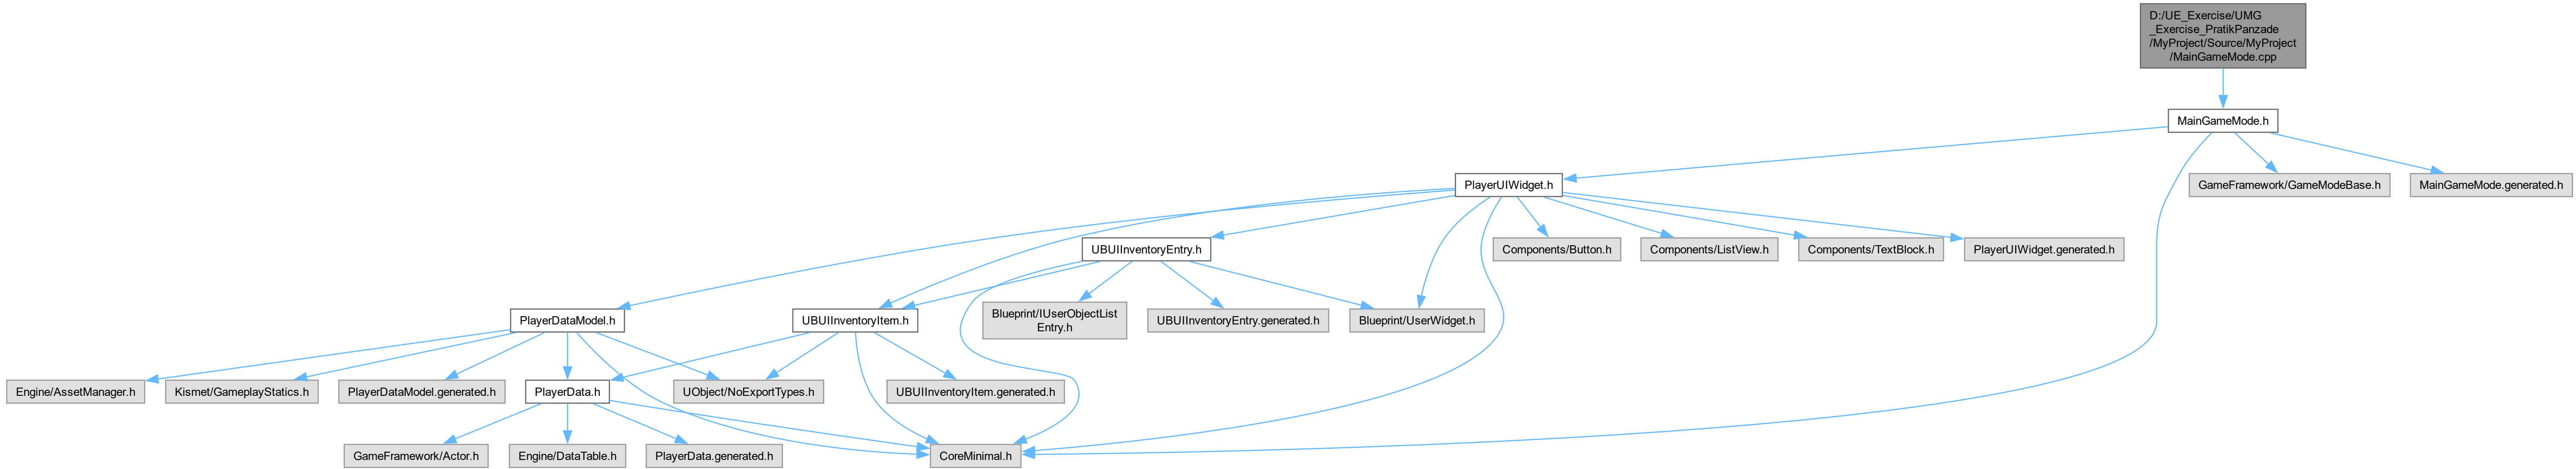 D:/UE_Exercise/UMG
_Exercise_PratikPanzade
/MyProject/Source/MyProject
/MainGameMode.cpp
MainGameMode.h
PlayerUIWidget.h
GameFramework/GameModeBase.h
MainGameMode.generated.h
UBUIInventoryEntry.h
Components/Button.h
Components/ListView.h
Components/TextBlock.h
PlayerUIWidget.generated.h
PlayerDataModel.h
UBUIInventoryItem.h
Blueprint/IUserObjectList
Entry.h
UBUIInventoryEntry.generated.h
Blueprint/UserWidget.h
Engine/AssetManager.h
Kismet/GameplayStatics.h
PlayerDataModel.generated.h
PlayerData.h
UObject/NoExportTypes.h
UBUIInventoryItem.generated.h
GameFramework/Actor.h
Engine/DataTable.h
PlayerData.generated.h
CoreMinimal.h